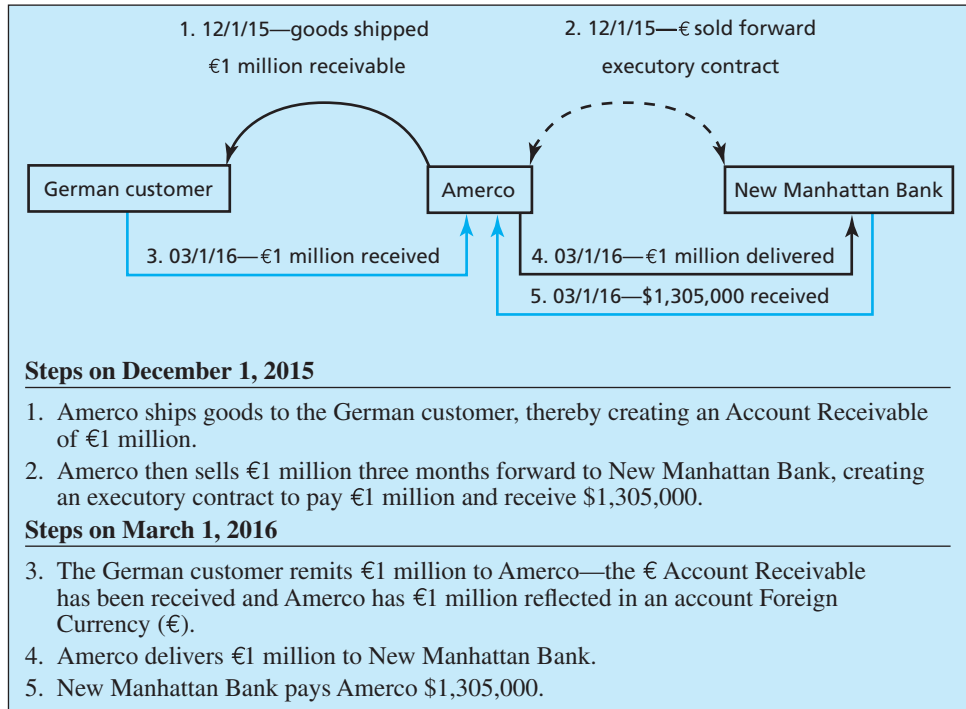 1. 12/1/15—goods shipped
€1 million receivable
2. 12/1/15—€ sold forward
executory contract
German customer
Amerco
New Manhattan Bank
3. 03/1/16—€1 million received
4. 03/1/16—€1 million delivered
5. 03/1/16—$1,305,000 received
Steps on December 1, 2015
1. Amerco ships goods to the German customer, thereby creating an Account Receivable
of €1 million.
2. Amerco then sells €1 million three months forward to New Manhattan Bank, creating
an executory contract to pay €1 million and receive $1,305,000.
Steps on March 1, 2016
3. The German customer remits €1 million to Amerco—the € Account Receivable
has been received and Amerco has €1 million reflected in an account Foreign
Currency (€).
4. Amerco delivers €1 million to New Manhattan Bank.
5. New Manhattan Bank pays Amerco $1,305,000.